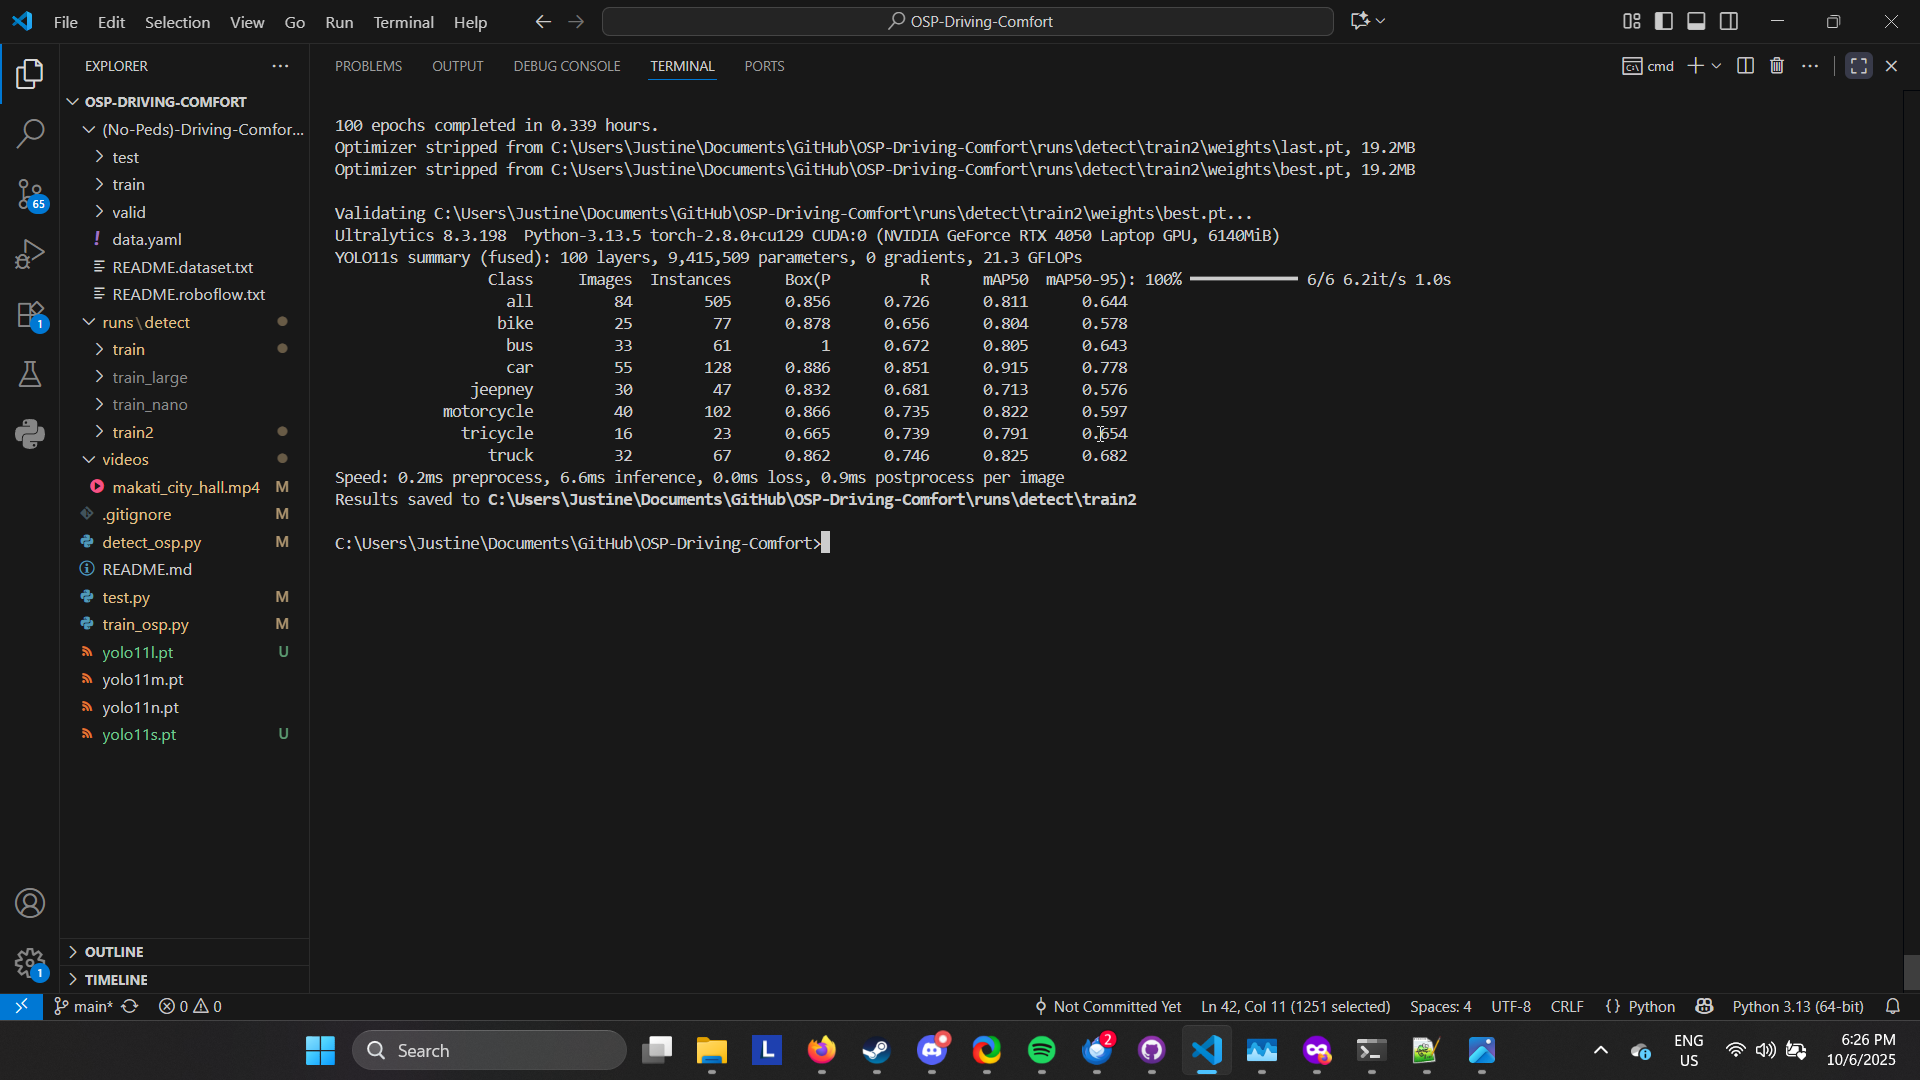 File Edit Selection View Go Run Terminal Help
OSP-Driving-Comfort
EXPLORER
OSP-DRIVING-COMFORT
(No-Peds)-Driving-Comfor...
test
train
valid
! data.yaml
README.dataset.txt
README.roboflow.txt
runs\detect
train
train_large
train_nano
train2
videos
makati_city_hall.mp4 M
.gitignore M
detect_osp.py M
README.md
test.py M
train_osp.py M
yolo11l.pt U
yolo11m.pt
yolo11n.pt
yolo11s.pt U
OUTLINE
TIMELINE
65
1
1
PROBLEMS OUTPUT DEBUG CONSOLE TERMINAL PORTS
cmd
100 epochs completed in 0.339 hours.
Optimizer stripped from C:\Users\Justine\Documents\GitHub\OSP-Driving-Comfort\runs\detect\train2\weights\last.pt, 19.2MB
Optimizer stripped from C:\Users\Justine\Documents\GitHub\OSP-Driving-Comfort\runs\detect\train2\weights\best.pt, 19.2MB
Validating C:\Users\Justine\Documents\GitHub\OSP-Driving-Comfort\runs\detect\train2\weights\best.pt...
Ultralytics 8.3.198 Python-3.13.5 torch-2.8.0+cu129 CUDA:0 (NVIDIA GeForce RTX 4050 Laptop GPU, 6140MiB)
YOLO11s summary (fused): 100 layers, 9,415,509 parameters, 0 gradients, 21.3 GFLOPs
Class Images Instances Box(P R mAP50 mAP50-95): 100% ━━━━━━━━━━━━ 6/6 6.2it/s 1.0s
all 84 505 0.856 0.726 0.811 0.644
bike 25 77 0.878 0.656 0.804 0.578
bus 33 61 1 0.672 0.805 0.643
car 55 128 0.886 0.851 0.915 0.778
jeepney 30 47 0.832 0.681 0.713 0.576
motorcycle 40 102 0.866 0.735 0.822 0.597
tricycle 16 23 0.665 0.739 0.791 0.654
truck 32 67 0.862 0.746 0.825 0.682
Speed: 0.2ms preprocess, 6.6ms inference, 0.0ms loss, 0.9ms postprocess per image
Results saved to C:\Users\Justine\Documents\GitHub\OSP-Driving-Comfort\runs\detect\train2
C:\Users\Justine\Documents\GitHub\OSP-Driving-Comfort>
main* 0 0 Not Committed Yet Ln 42, Col 11 (1251 selected) Spaces: 4 UTF-8 CRLF {} Python Python 3.13 (64-bit)
Search
L
2
ENG
US
6:26 PM
10/6/2025